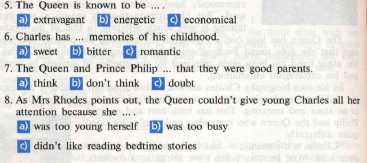 5. The Queen is known to be ... .
a) extravagant b) energetic c) economical
6. Charles has ... memories of his childhood.
a) sweet b) bitter c) romantic
7. The Queen and Prince Philip ... that they were good parents.
a) think b) don't think c) doubt
8. As Mrs Rhodes points out, the Queen couldn't give young Charles all her
attention because she ... .
a) was too young herself b) was too busy
c) didn't like reading bedtime stories